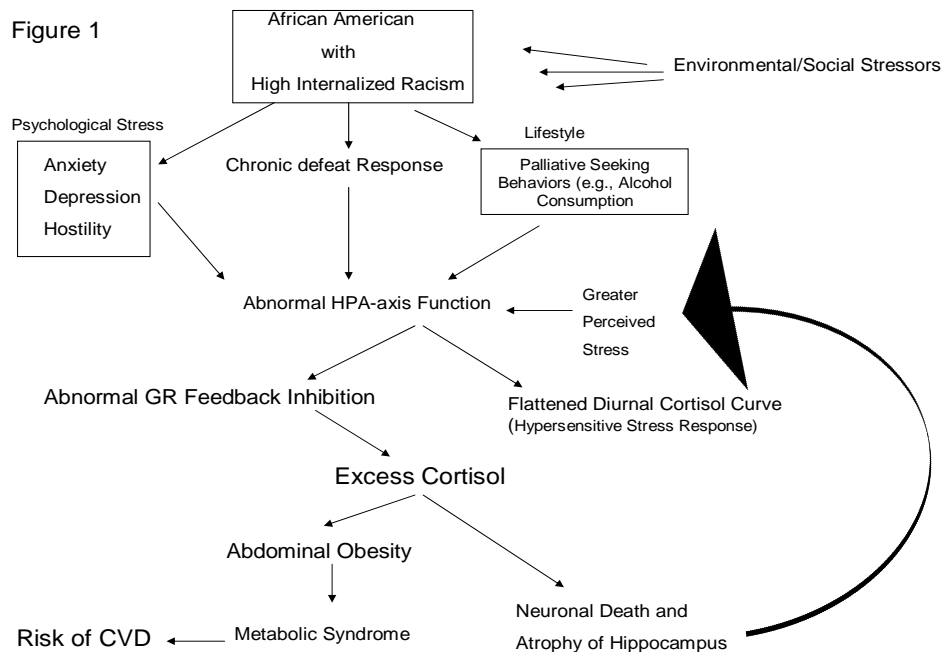 Figure 1
African American
with
High Internalized Racism
Environmental/Social Stressors
Psychological Stress
Anxiety
Depression
Hostility
Chronic defeat Response
Lifestyle
Palliative Seeking
Behaviors (e.g., Alcohol
Consumption
Abnormal HPA-axis Function
Greater
Perceived
Stress
Abnormal GR Feedback Inhibition
Flattened Diurnal Cortisol Curve
(Hypersensitive Stress Response)
Excess Cortisol
Abdominal Obesity
Neuronal Death and
Atrophy of Hippocampus
Metabolic Syndrome
Risk of CVD